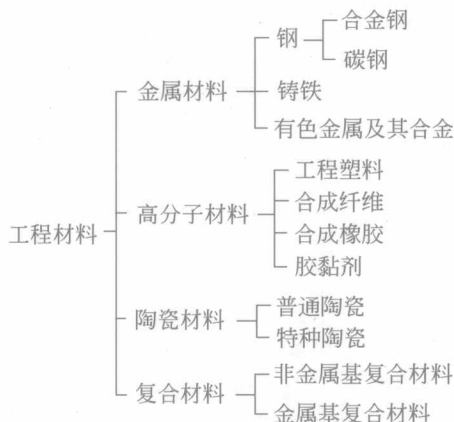 合金钢
钢
碳钢
金属材料
铸铁
有色金属及其合金
工程塑料
合成纤维
高分子材料
工程材料
合成橡胶
胶黏剂
普通陶瓷
陶瓷材料
特种陶瓷
非金属基复合材料
复合材料
金属基复合材料